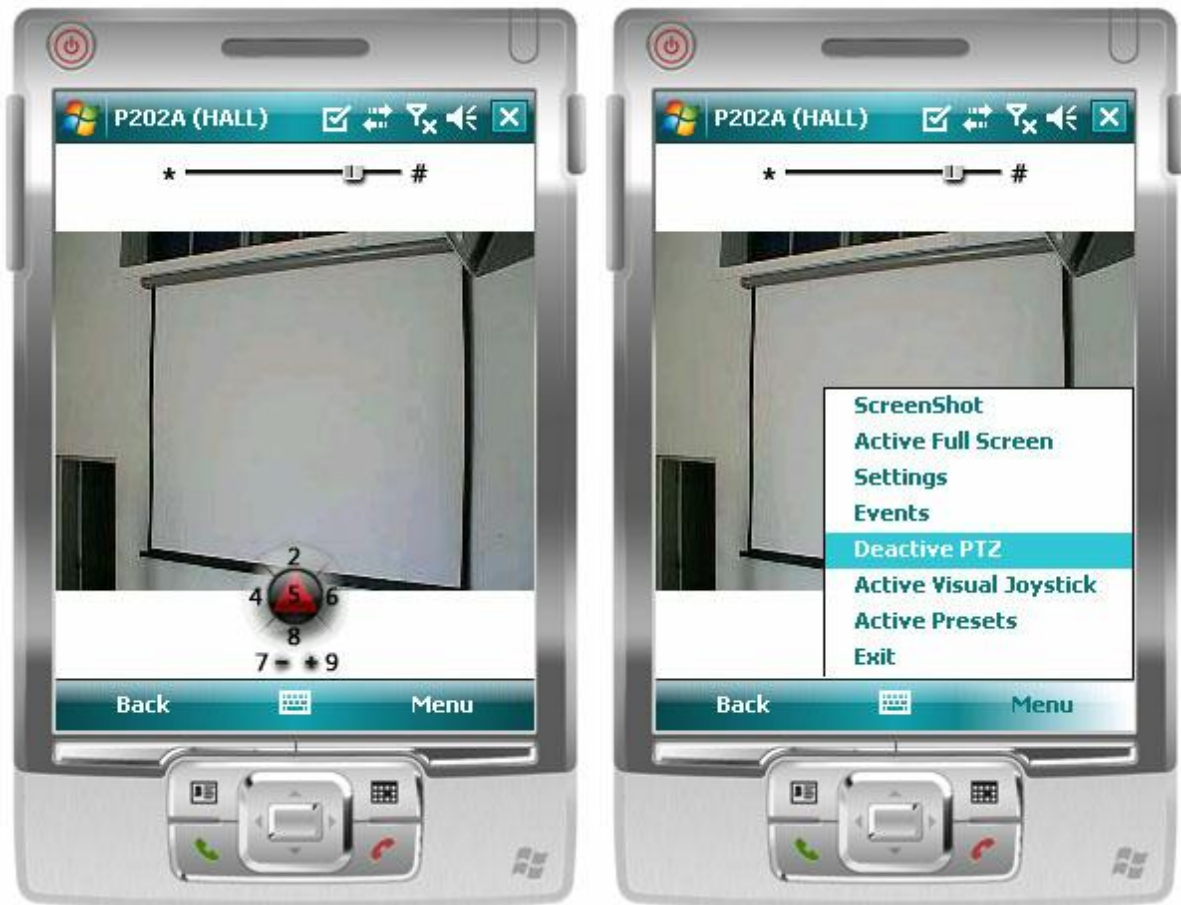 P202A (HALL)
* #
2
4 5 6
8
7 - + 9
Back Menu
P202A (HALL)
* #
ScreenShot
Active Full Screen
Settings
Events
Deactive PTZ
Active Visual Joystick
Active Presets
Exit
Back Menu